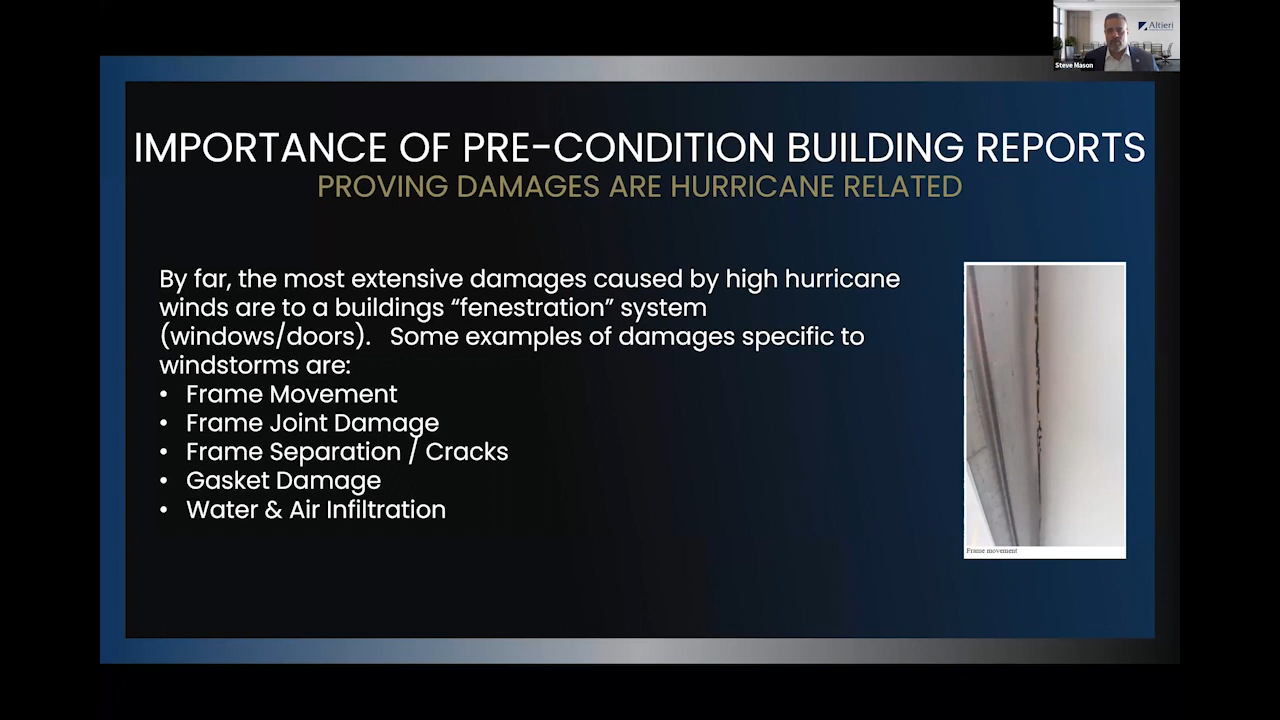 Altieri
Steve Mason
IMPORTANCE OF PRE-CONDITION BUILDING REPORTS
PROVING DAMAGES ARE HURRICANE RELATED
By far, the most extensive damages caused by high hurricane
winds are to a buildings “fenestration” system
(windows/doors).   Some examples of damages specific to
windstorms are:
• Frame Movement
• Frame Joint Damage
• Frame Separation / Cracks
• Gasket Damage
• Water & Air Infiltration
Frame movement